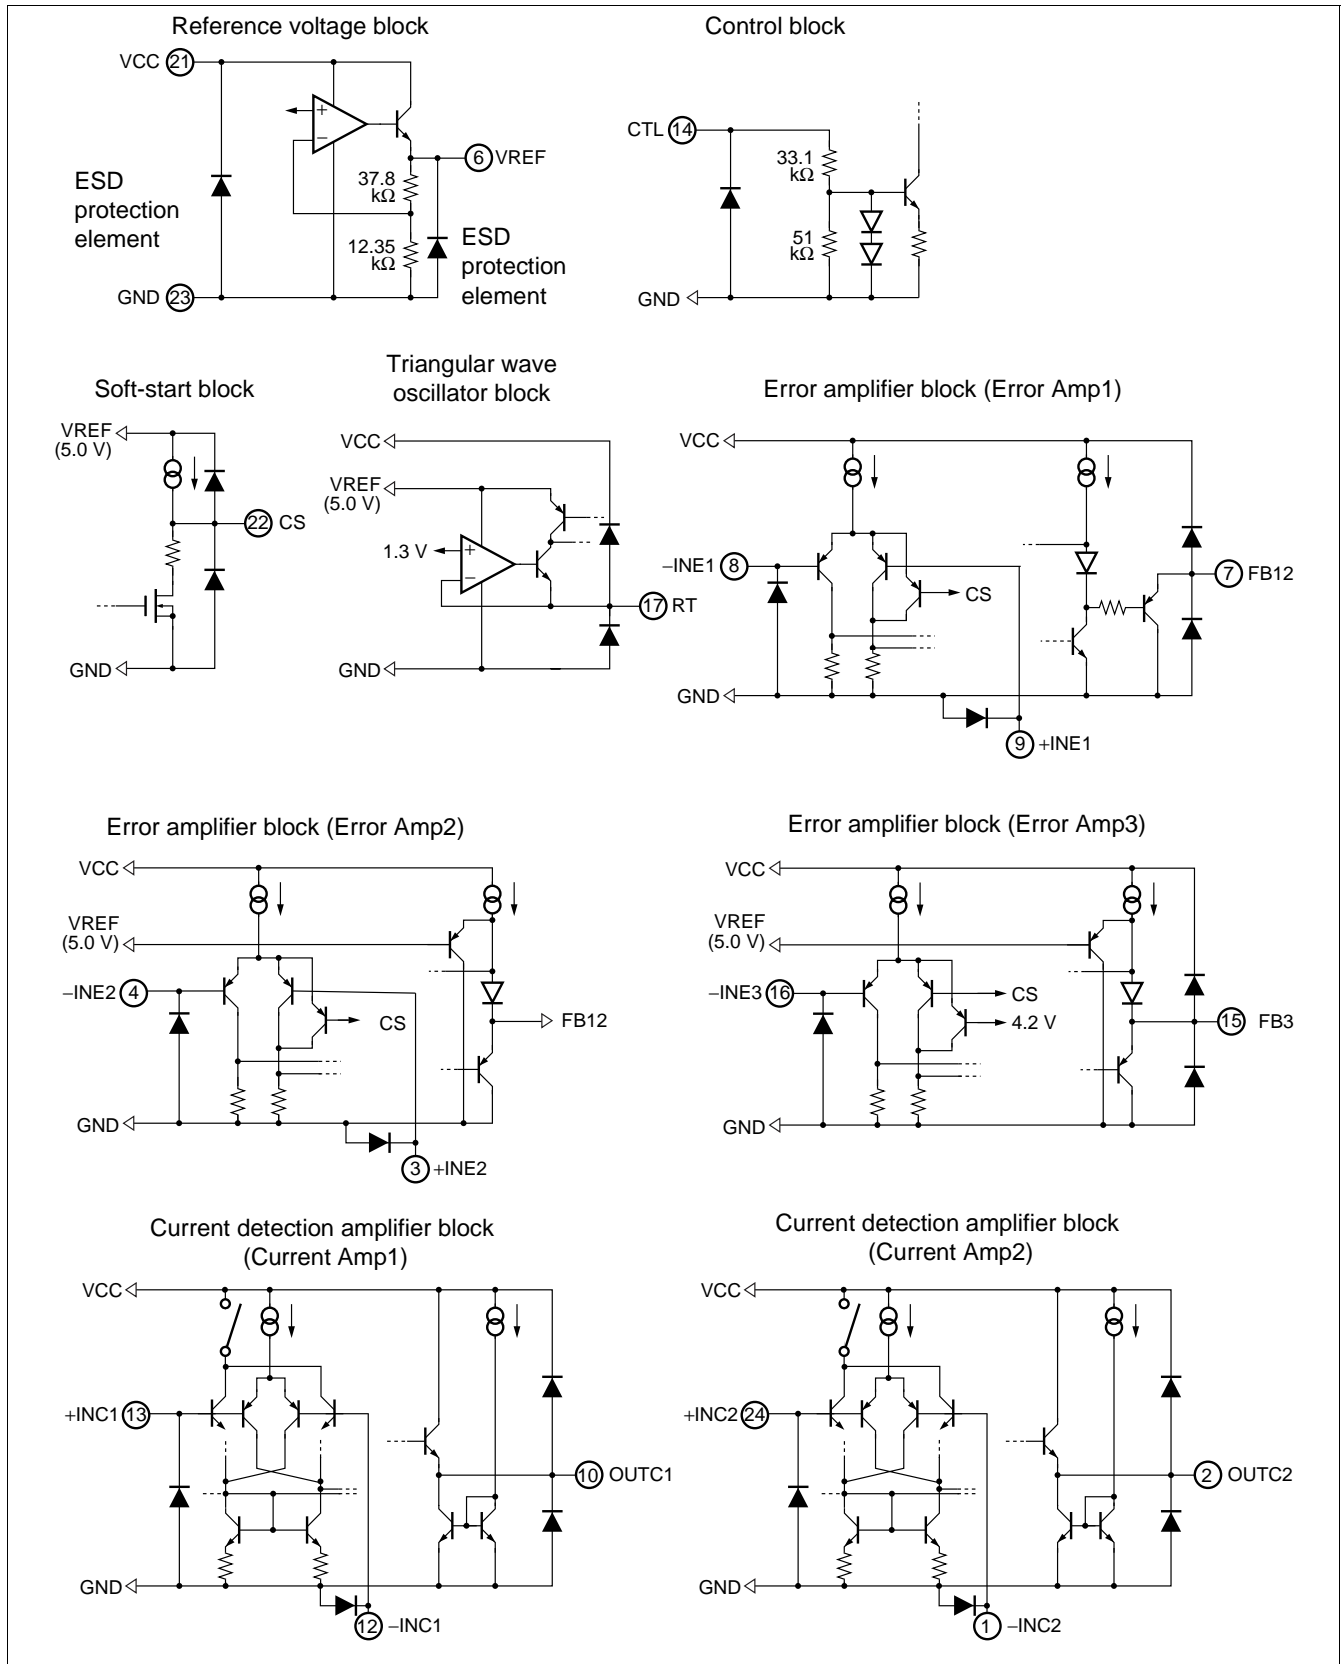 Reference voltage block
VCC 21
+
−
6 VREF
37.8
kΩ
12.35
kΩ
ESD
protection
element
ESD
protection
element
GND 23
Control block
CTL 14
33.1
kΩ
51
kΩ
GND
Soft-start block
VREF
(5.0 V)
22 CS
GND
Triangular wave
oscillator block
VCC
VREF
(5.0 V)
1.3 V
+
−
17 RT
GND
Error amplifier block (Error Amp1)
VCC
−INE1 8
CS
7 FB12
GND
9 +INE1
Error amplifier block (Error Amp2)
VCC
VREF
(5.0 V)
−INE2 4
CS
FB12
GND
3 +INE2
Error amplifier block (Error Amp3)
VCC
VREF
(5.0 V)
−INE3 16
CS
4.2 V
15 FB3
GND
Current detection amplifier block
(Current Amp1)
VCC
+INC1 13
10 OUTC1
GND
12 −INC1
Current detection amplifier block
(Current Amp2)
VCC
+INC2 24
2 OUTC2
GND
1 −INC2